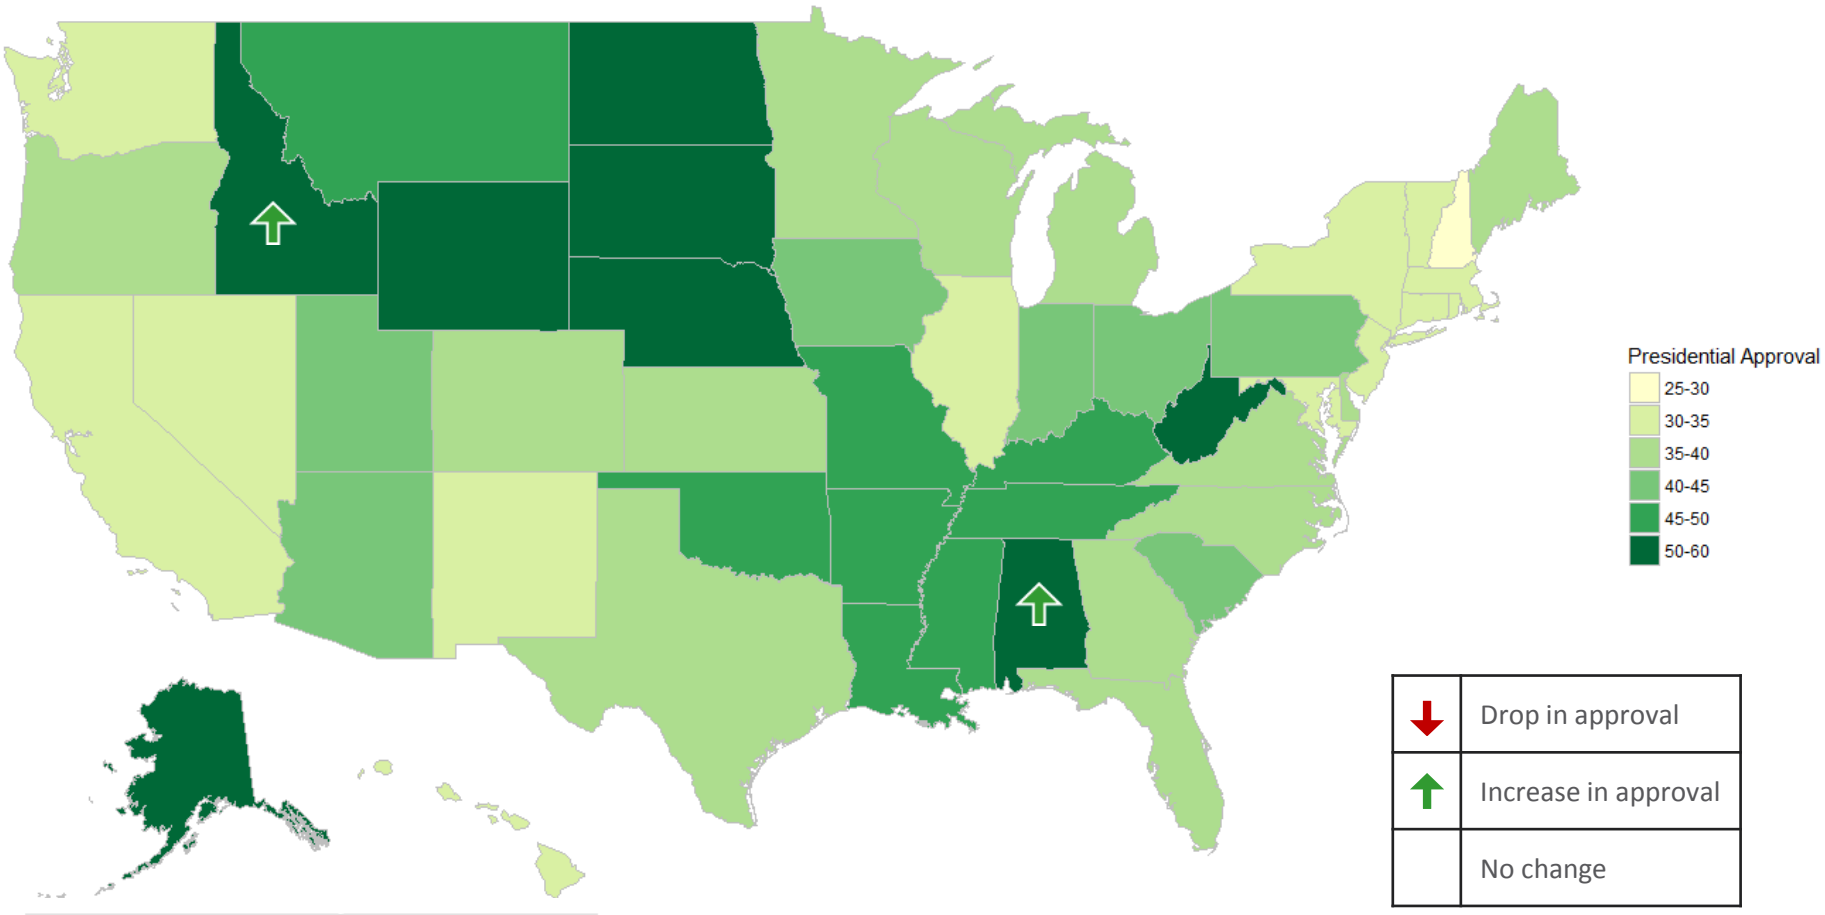 Presidential Approval
25-30
30-35
35-40
40-45
45-50
50-60
Drop in approval
Increase in approval
No change